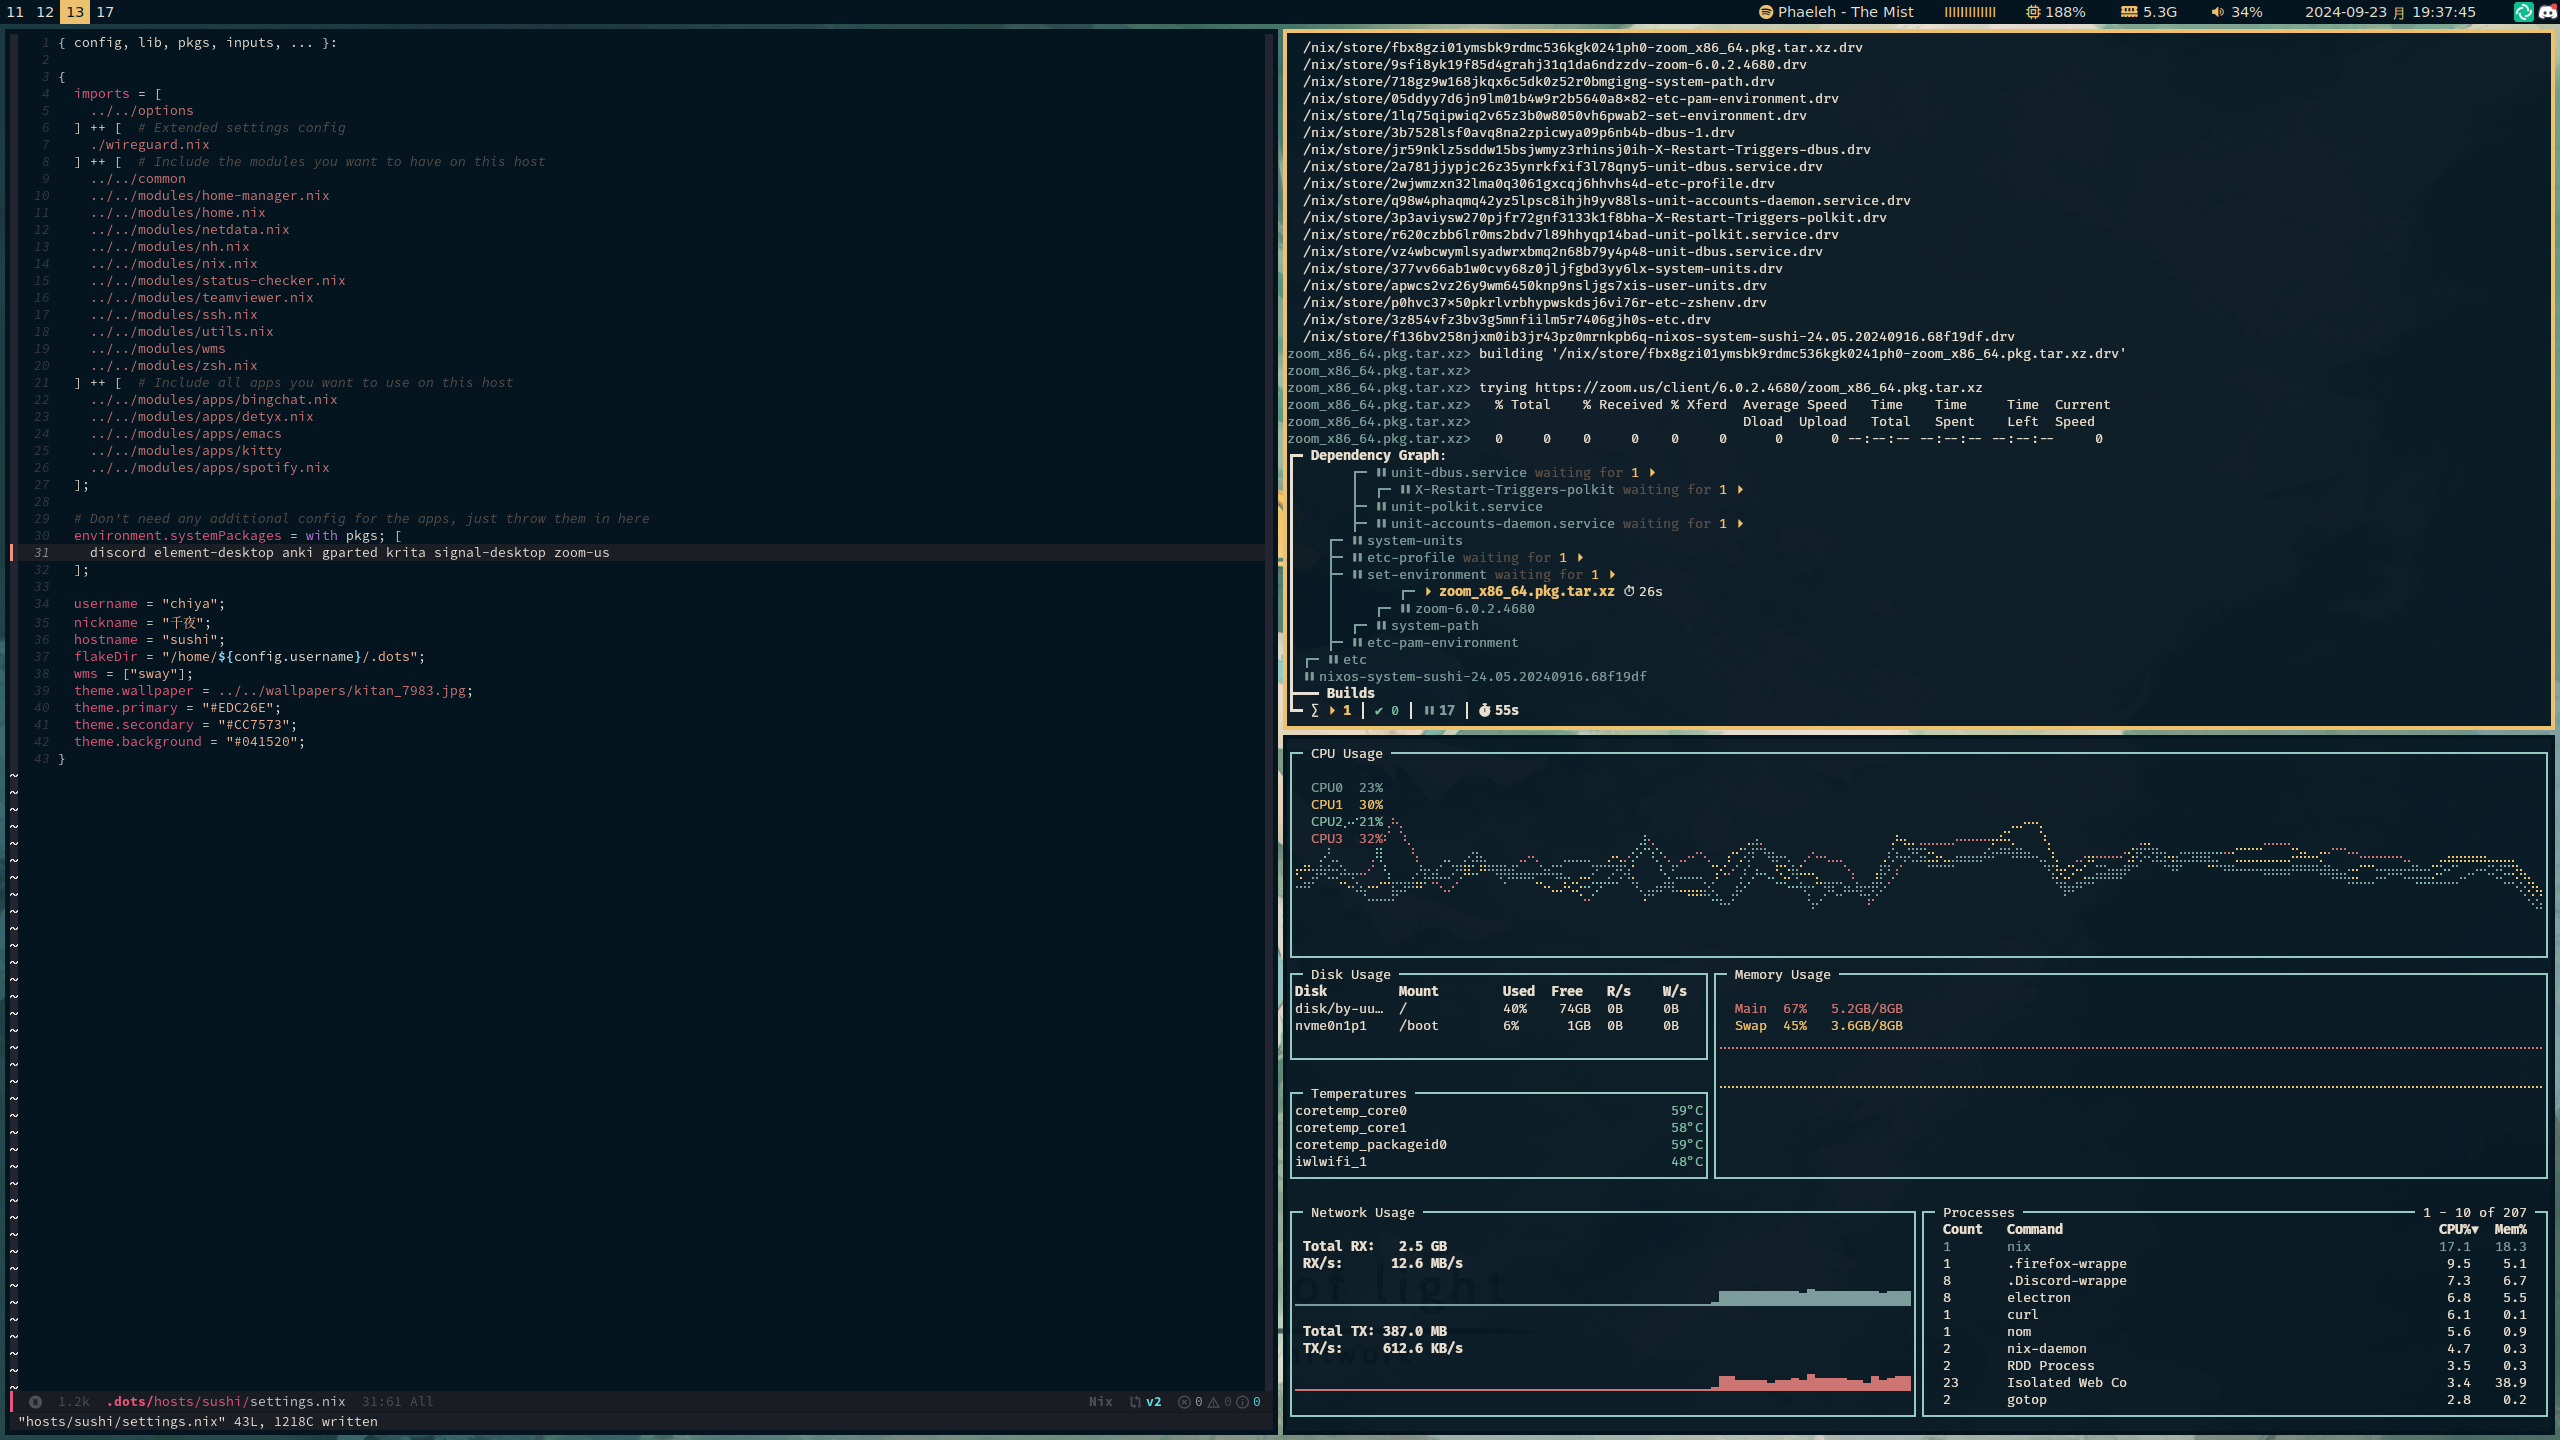 11 12 13 17
Phaeleh - The Mist
188%
5.3G
34%
2024-09-23 月 19:37:45
1 { config, lib, pkgs, inputs, ... }:
2
3 {
4 imports = [
5 ../../options
6 ] ++ [ # Extended settings config
7 ./wireguard.nix
8 ] ++ [ # Include the modules you want to have on this host
9 ../../common
10 ../../modules/home-manager.nix
11 ../../modules/home.nix
12 ../../modules/netdata.nix
13 ../../modules/nh.nix
14 ../../modules/nix.nix
15 ../../modules/status-checker.nix
16 ../../modules/teamviewer.nix
17 ../../modules/ssh.nix
18 ../../modules/utils.nix
19 ../../modules/wms
20 ../../modules/zsh.nix
21 ] ++ [ # Include all apps you want to use on this host
22 ../../modules/apps/bingchat.nix
23 ../../modules/apps/detyx.nix
24 ../../modules/apps/emacs
25 ../../modules/apps/kitty
26 ../../modules/apps/spotify.nix
27 ];
28
29 # Don't need any additional config for the apps, just throw them in here
30 environment.systemPackages = with pkgs; [
31 discord element-desktop anki gparted krita signal-desktop zoom-us
32 ];
33
34 username = "chiya";
35 nickname = "千夜";
36 hostname = "sushi";
37 flakeDir = "/home/${config.username}/.dots";
38 wms = ["sway"];
39 theme.wallpaper = ../../wallpapers/kitan_7983.jpg;
40 theme.primary = "#EDC26E";
41 theme.secondary = "#CC7573";
42 theme.background = "#041520";
43 }
1.2k .dots/hosts/sushi/settings.nix 31:61 All
Nix v2 0 0 0
"hosts/sushi/settings.nix" 43L, 1218C written
/nix/store/fbx8gzi01ymsbk9rdmc536kgk0241ph0-zoom_x86_64.pkg.tar.xz.drv
/nix/store/9sfi8yk19f85d4grahj31q1da6ndzzdv-zoom-6.0.2.4680.drv
/nix/store/718gz9w168jkqx6c5dk0z52r0bmgigng-system-path.drv
/nix/store/05ddyy7d6jn9lm01b4w9r2b5640a8×82-etc-pam-environment.drv
/nix/store/1lq75qipwiq2v65z3b0w8050vh6pwab2-set-environment.drv
/nix/store/3b7528lsf0avq8na2zpicwya09p6nb4b-dbus-1.drv
/nix/store/jr59nklz5sddw15bsjwmyz3rhinsj0ih-X-Restart-Triggers-dbus.drv
/nix/store/2a781jjypjc26z35ynrkfxif3l78qny5-unit-dbus.service.drv
/nix/store/2wjwmzxn32lma0q3061gxcqj6hhvhs4d-etc-profile.drv
/nix/store/q98w4phaqmq42yz5lpsc8ihjh9yv88ls-unit-accounts-daemon.service.drv
/nix/store/3p3aviysw270pjfr72gnf3133k1f8bha-X-Restart-Triggers-polkit.drv
/nix/store/r620czbb6lr0ms2bdv7l89hhyqp14bad-unit-polkit.service.drv
/nix/store/vz4wbcwymlsyadwrxbmq2n68b79y4p48-unit-dbus.service.drv
/nix/store/377vv66ab1w0cvy68z0jljfgbd3yy6lx-system-units.drv
/nix/store/apwcs2vz26y9wm6450knp9nsljgs7xis-user-units.drv
/nix/store/p0hvc37×50pkrlvrbhypwskdsj6vi76r-etc-zshenv.drv
/nix/store/3z854vfz3bv3g5mnfiilm5r7406gjh0s-etc.drv
/nix/store/f136bv258njxm0ib3jr43pz0mrnkpb6q-nixos-system-sushi-24.05.20240916.68f19df.drv
zoom_x86_64.pkg.tar.xz> building '/nix/store/fbx8gzi01ymsbk9rdmc536kgk0241ph0-zoom_x86_64.pkg.tar.xz.drv'
zoom_x86_64.pkg.tar.xz>
zoom_x86_64.pkg.tar.xz> trying https://zoom.us/client/6.0.2.4680/zoom_x86_64.pkg.tar.xz
zoom_x86_64.pkg.tar.xz> % Total % Received % Xferd Average Speed Time Time Time Current
zoom_x86_64.pkg.tar.xz> Dload Upload Total Spent Left Speed
zoom_x86_64.pkg.tar.xz> 0 0 0 0 0 0 0 0 --:--:-- --:--:-- --:--:-- 0
Dependency Graph:
unit-dbus.service waiting for 1
X-Restart-Triggers-polkit waiting for 1
unit-polkit.service
unit-accounts-daemon.service waiting for 1
system-units
etc-profile waiting for 1
set-environment waiting for 1
zoom_x86_64.pkg.tar.xz ⏱ 26s
zoom-6.0.2.4680
system-path
etc-pam-environment
etc
nixos-system-sushi-24.05.20240916.68f19df
Builds
∑ 1 │ ✔ 0 │ 17 │ 55s
CPU Usage
CPU0 23%
CPU1 30%
CPU2 21%
CPU3 32%
Disk Usage
Disk Mount Used Free R/s W/s
disk/by-uu… / 40% 74GB 0B 0B
nvme0n1p1 /boot 6% 1GB 0B 0B
Memory Usage
Main 67% 5.2GB/8GB
Swap 45% 3.6GB/8GB
Temperatures
coretemp_core0 59°C
coretemp_core1 58°C
coretemp_packageid0 59°C
iwlwifi_1 48°C
Network Usage
Total RX: 2.5 GB
RX/s: 12.6 MB/s
of light
Total TX: 387.0 MB
TX/s: 612.6 KB/s
Processes 1 - 10 of 207
Count Command CPU%▼ Mem%
1 nix 17.1 18.3
1 .firefox-wrappe 9.5 5.1
8 .Discord-wrappe 7.3 6.7
8 electron 6.8 5.5
1 curl 6.1 0.1
1 nom 5.6 0.9
2 nix-daemon 4.7 0.3
2 RDD Process 3.5 0.3
23 Isolated Web Co 3.4 38.9
2 gotop 2.8 0.2